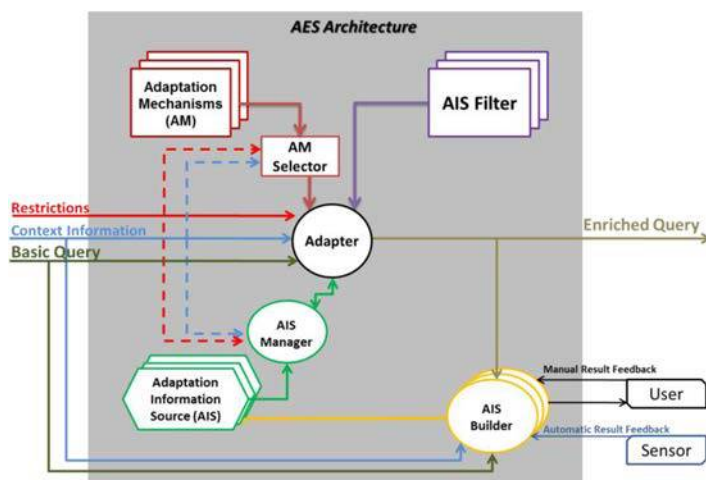 AES Architecture
Adaptation
Mechanisms
(AM)
AIS Filter
AM
Selector
Restrictions
Context Information
Basic Query
Adapter
Enriched Query
AIS
Manager
Adaptation
Information
Source (AIS)
AIS
Builder
Manual Result Feedback
User
Automatic Result Feedback
Sensor